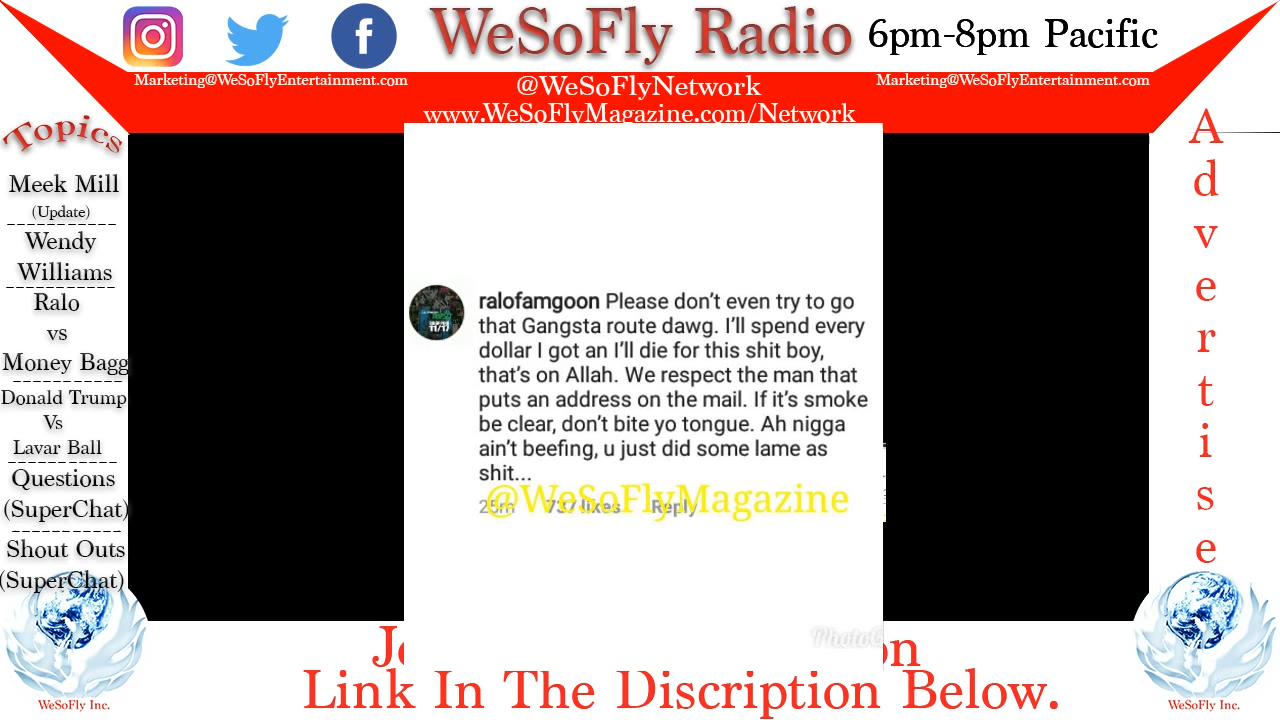 WeSoFly Radio 6pm-8pm Pacific
Marketing@WeSoFlyEntertainment.com
@WeSoFlyNetwork
Marketing@WeSoFlyEntertainment.com
www.WeSoFlyMagazine.com/Network
Topics
Meek Mill
(Update)
Wendy
Williams
Ralo
vs
Money Bagg
Donald Trump
Vs
Lavar Ball
Questions
(SuperChat)
Shout Outs
(SuperChat)
WeSoFly Inc.
ralofamgoon Please don't even try to go
that Gangsta route dawg. I'll spend every
dollar I got an I'll die for this shit boy,
that's on Allah. We respect the man that
puts an address on the mail. If it's smoke
be clear, don't bite yo tongue. Ah nigga
ain't beefing, u just did some lame as
shit...
25m 737 likes Reply
@WeSoFlyMagazine
Link In The Discription Below.
Advertise
WeSoFly Inc.